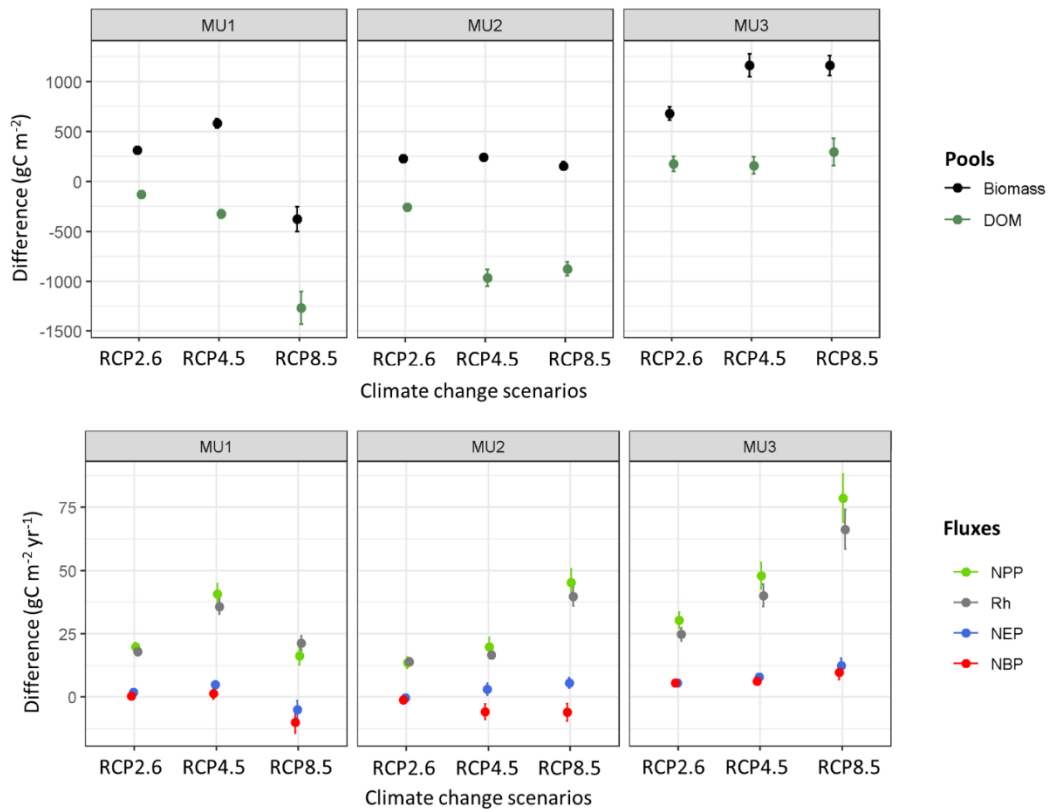 MU1 MU2 MU3
Difference (gC m⁻²)
1000
500
0
-500
-1000
-1500
RCP2.6 RCP4.5 RCP8.5 RCP2.6 RCP4.5 RCP8.5 RCP2.6 RCP4.5 RCP8.5
Climate change scenarios
Pools
Biomass
DOM
MU1 MU2 MU3
Difference (gC m⁻² yr⁻¹)
75
50
25
0
RCP2.6 RCP4.5 RCP8.5 RCP2.6 RCP4.5 RCP8.5 RCP2.6 RCP4.5 RCP8.5
Climate change scenarios
Fluxes
NPP
Rh
NEP
NBP